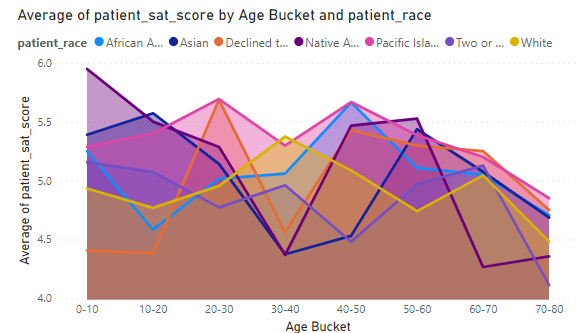 Average of patient_sat_score by Age Bucket and patient_race
patient_race African A... Asian Declined t... Native A... Pacific Isla... Two or ... White
6.0
5.5
5.0
4.5
4.0
Average of patient_sat_score
0-10 10-20 20-30 30-40 40-50 50-60 60-70 70-80
Age Bucket